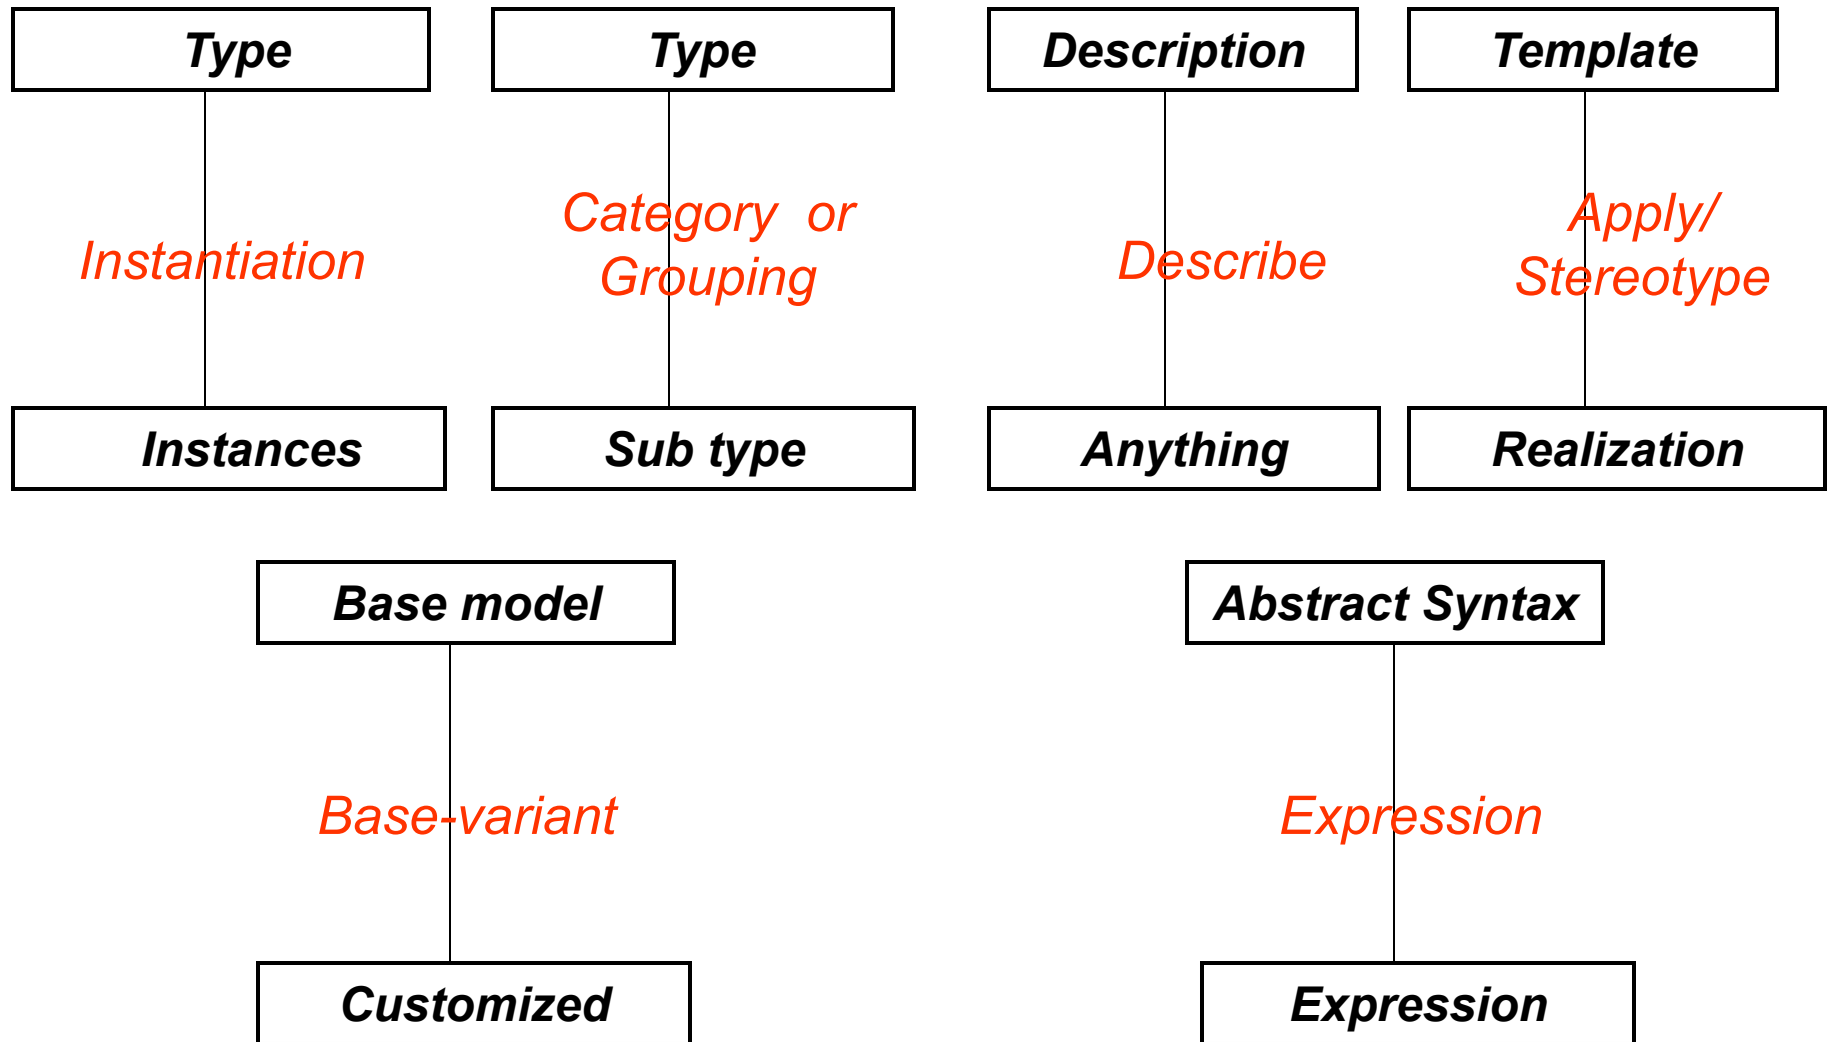 Type
Type
Description
Template
Instantiation
Category or
Grouping
Describe
Apply/
Stereotype
Instances
Sub type
Anything
Realization
Base model
Abstract Syntax
Base-variant
Expression
Customized
Expression